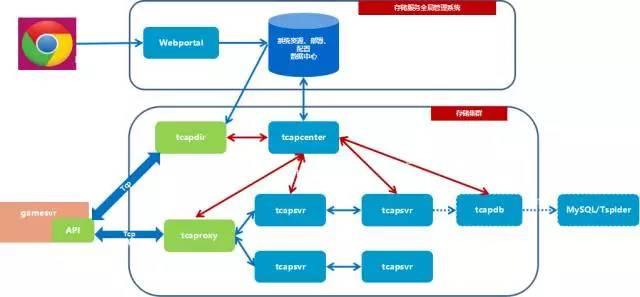 存储服务全局管理系统
Webportal
系统资源、部署、
配置
数据中心
存储集群
tcapdir
tcapcenter
Tcp
gamesvr
API
Tcp
tcaproxy
tcapsvr
tcapsvr
tcapdb
MySQL/Tspider
tcapsvr
tcapsvr